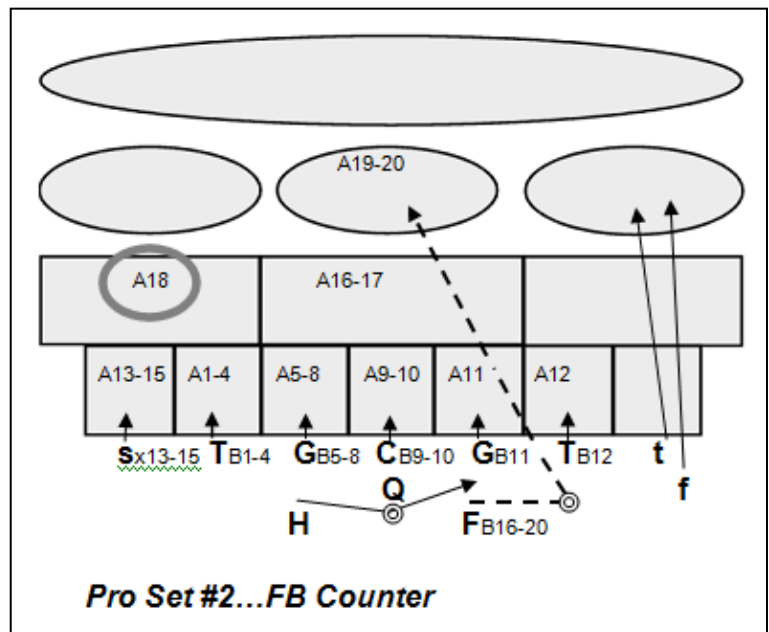 A19-20
A18 A16-17
A13-15 A1-4 A5-8 A9-10 A11 A12
sx13-15 TB1-4 GB5-8 CB9-10 GB11 TB12 t
Q f
H FB16-20
Pro Set #2...FB Counter